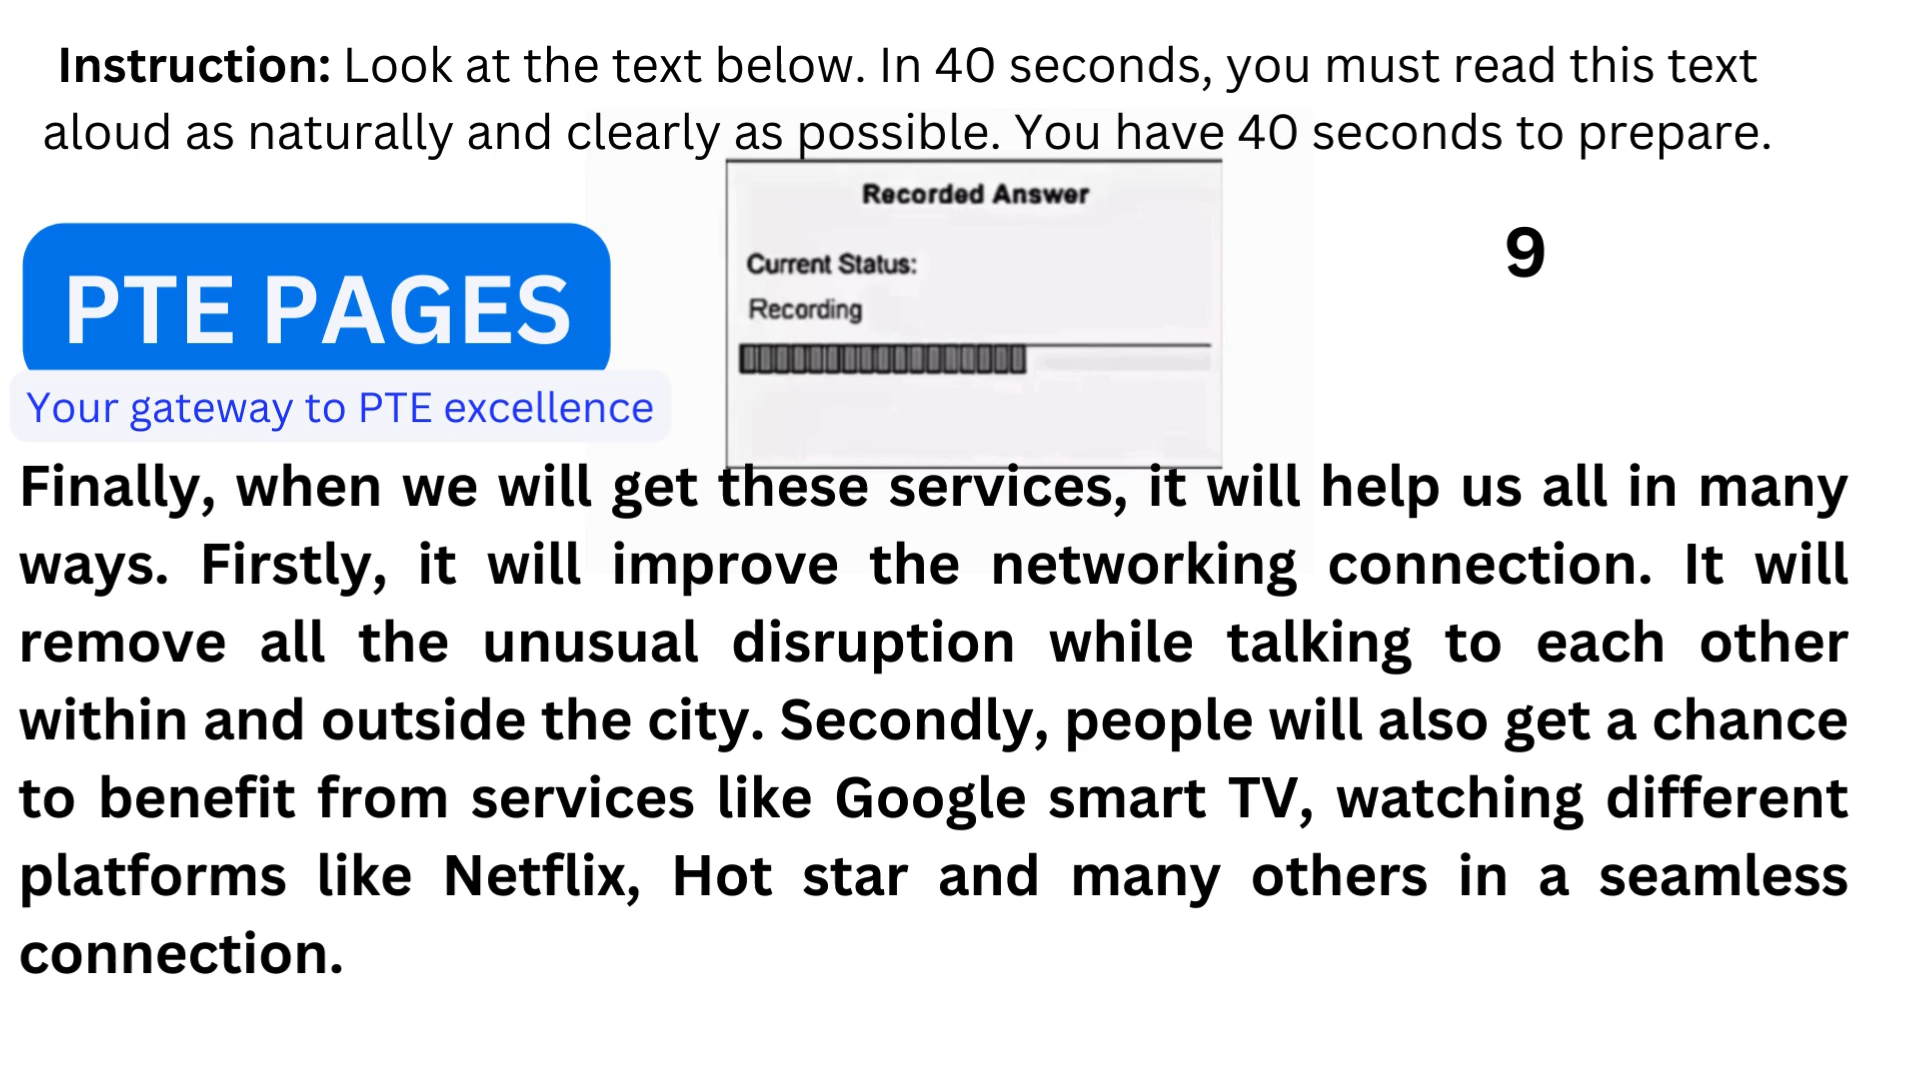 Instruction: Look at the text below. In 40 seconds, you must read this text
aloud as naturally and clearly as possible. You have 40 seconds to prepare.
Recorded Answer
Current Status:
Recording
9
PTE PAGES
Your gateway to PTE excellence
Finally, when we will get these services, it will help us all in many
ways. Firstly, it will improve the networking connection. It will
remove all the unusual disruption while talking to each other
within and outside the city. Secondly, people will also get a chance
to benefit from services like Google smart TV, watching different
platforms like Netflix, Hot star and many others in a seamless
connection.